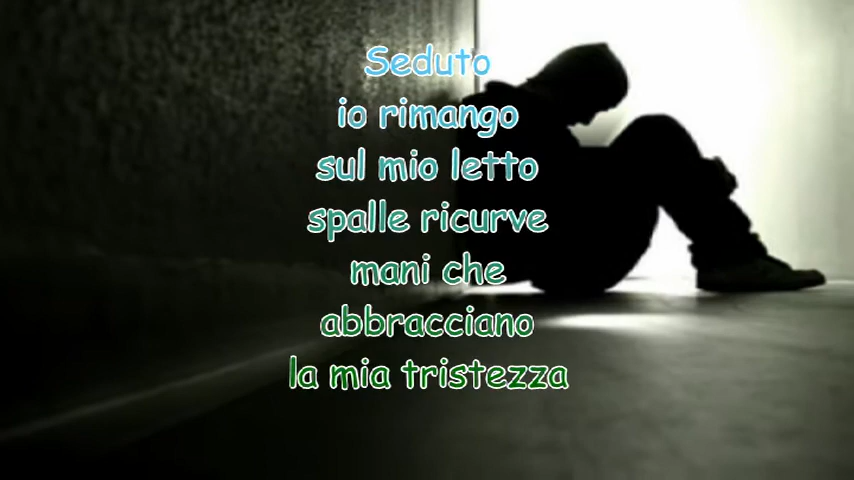 Seduto
io rimango
sul mio letto
spalle ricurve
mani che
abbracciano
la mia tristezza